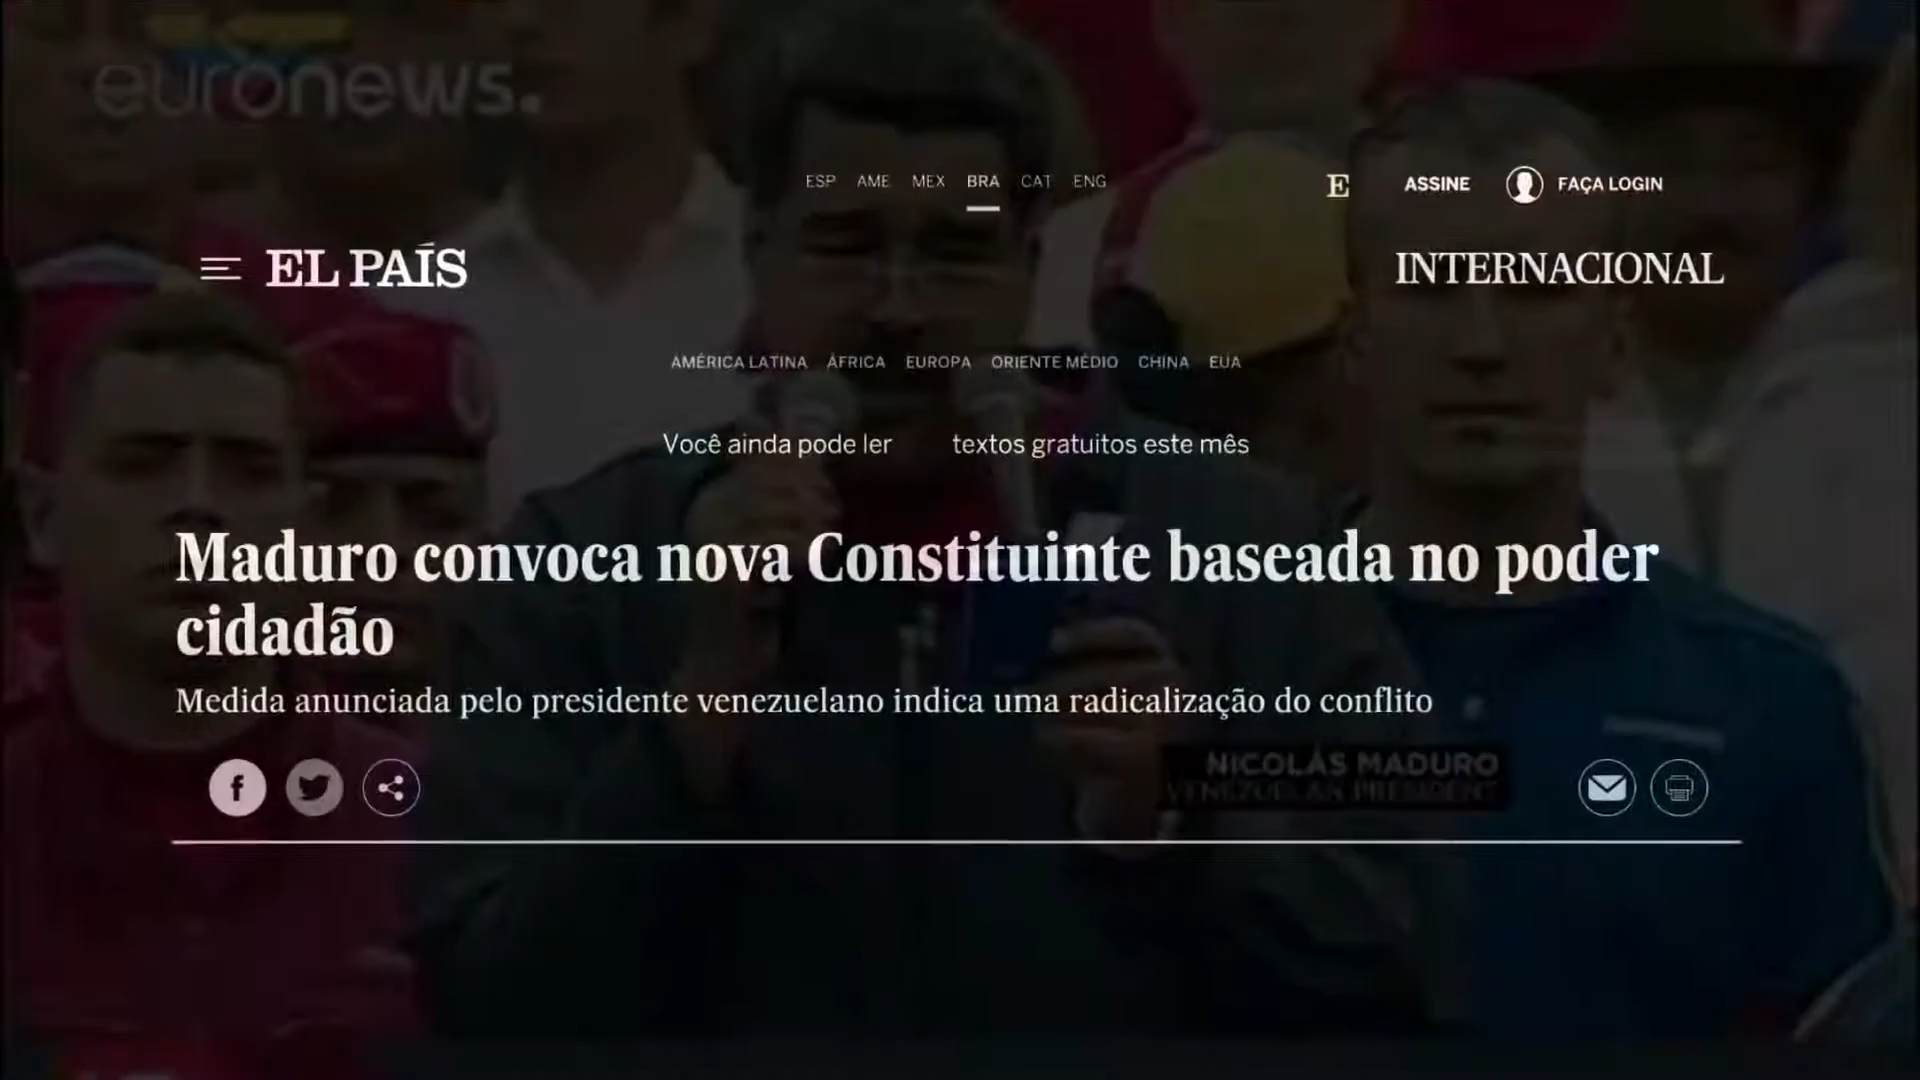 euronews.
ESP AME MEX BRA CAT ENG
E ASSINE FAÇA LOGIN
EL PAÍS
INTERNACIONAL
AMÉRICA LATINA ÁFRICA EUROPA ORIENTE MÉDIO CHINA EUA
Você ainda pode ler textos gratuitos este mês
Maduro convoca nova Constituinte baseada no poder
cidadão
Medida anunciada pelo presidente venezuelano indica uma radicalização do conflito
NICOLÁS MADURO
VENEZUELAN PRESIDENT